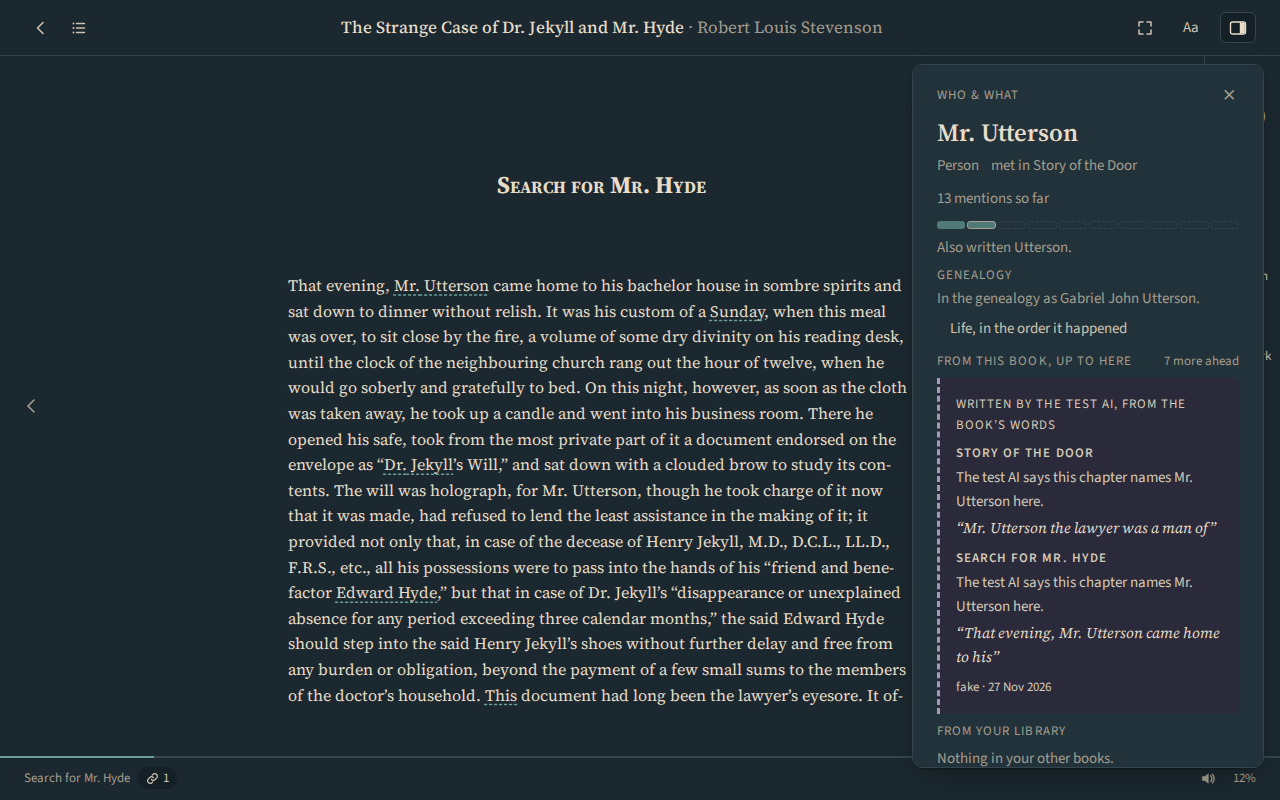 The Strange Case of Dr. Jekyll and Mr. Hyde · Robert Louis Stevenson
Aa
Search for Mr. Hyde
That evening, Mr. Utterson came home to his bachelor house in sombre spirits and
sat down to dinner without relish. It was his custom of a Sunday, when this meal
was over, to sit close by the fire, a volume of some dry divinity on his reading desk,
until the clock of the neighbouring church rang out the hour of twelve, when he
would go soberly and gratefully to bed. On this night, however, as soon as the cloth
was taken away, he took up a candle and went into his business room. There he
opened his safe, took from the most private part of it a document endorsed on the
envelope as “Dr. Jekyll’s Will,” and sat down with a clouded brow to study its con-
tents. The will was holograph, for Mr. Utterson, though he took charge of it now
that it was made, had refused to lend the least assistance in the making of it; it
provided not only that, in case of the decease of Henry Jekyll, M.D., D.C.L., LL.D.,
F.R.S., etc., all his possessions were to pass into the hands of his “friend and bene-
factor Edward Hyde,” but that in case of Dr. Jekyll’s “disappearance or unexplained
absence for any period exceeding three calendar months,” the said Edward Hyde
should step into the said Henry Jekyll’s shoes without further delay and free from
any burden or obligation, beyond the payment of a few small sums to the members
of the doctor’s household. This document had long been the lawyer’s eyesore. It of-
WHO & WHAT
Mr. Utterson
Person met in Story of the Door
13 mentions so far
Also written Utterson.
GENEALOGY
In the genealogy as Gabriel John Utterson.
Life, in the order it happened
FROM THIS BOOK, UP TO HERE 7 more ahead
WRITTEN BY THE TEST AI, FROM THE
BOOK’S WORDS
STORY OF THE DOOR
The test AI says this chapter names Mr.
Utterson here.
“Mr. Utterson the lawyer was a man of”
SEARCH FOR MR. HYDE
The test AI says this chapter names Mr.
Utterson here.
“That evening, Mr. Utterson came home
to his”
fake · 27 Nov 2026
FROM YOUR LIBRARY
Nothing in your other books.
Search for Mr. Hyde 1
12%